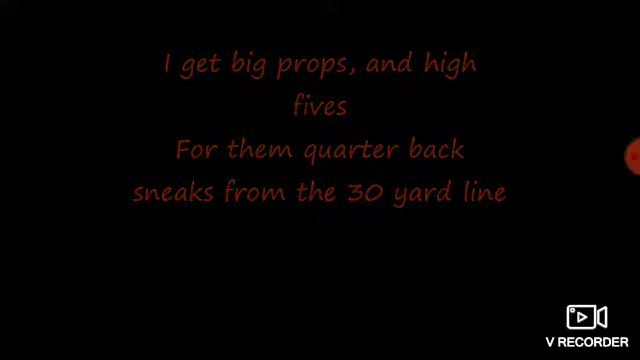 I get big props, and high
fives
For them quarter back
sneaks from the 30 yard line
V RECORDER